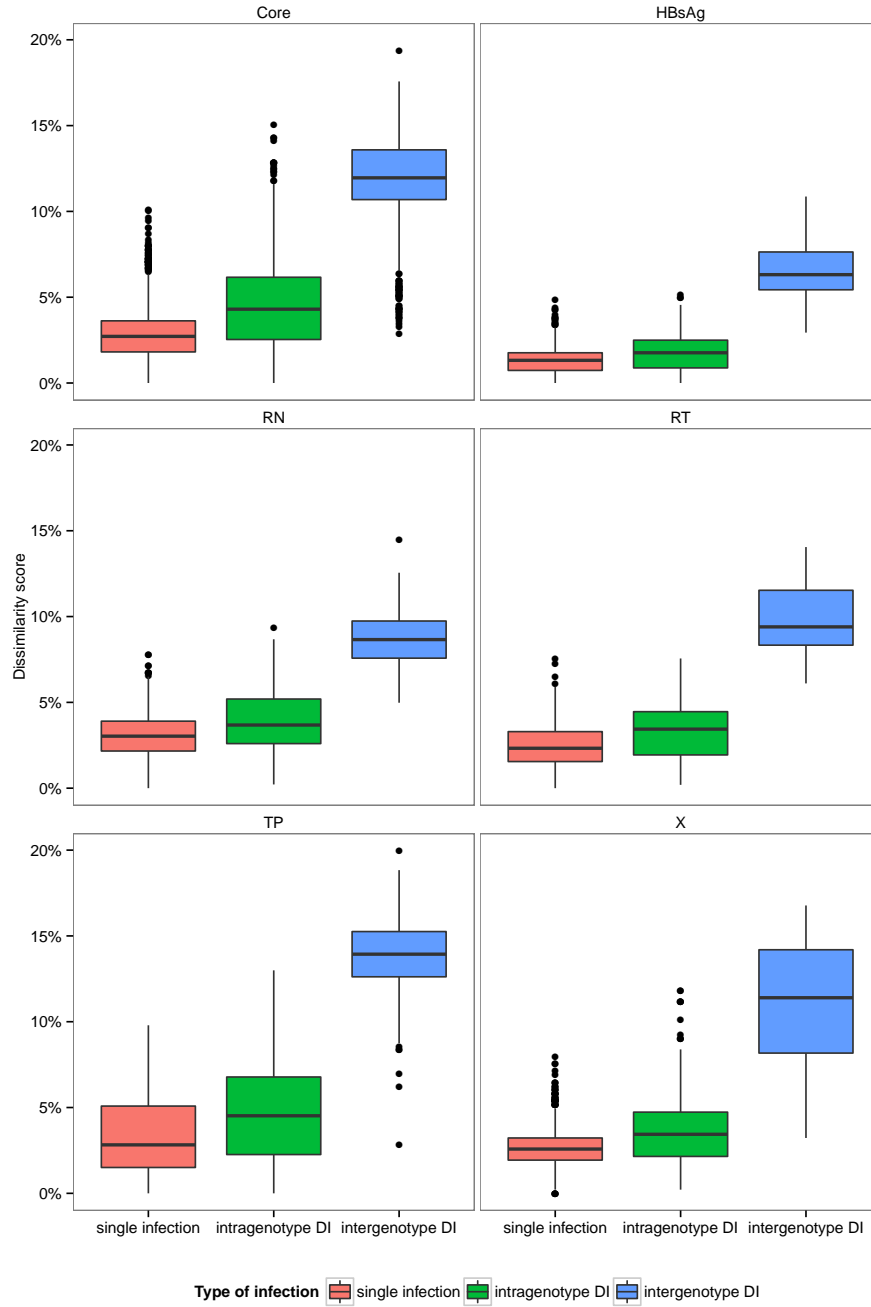 Core
HBsAg
20%
15%
10%
5%
0%
RN
RT
20%
15%
10%
5%
0%
Dissimilarity score
TP
X
20%
15%
10%
5%
0%
single infection intragenotype DI intergenotype DI
single infection intragenotype DI intergenotype DI
Type of infection single infection intragenotype DI intergenotype DI